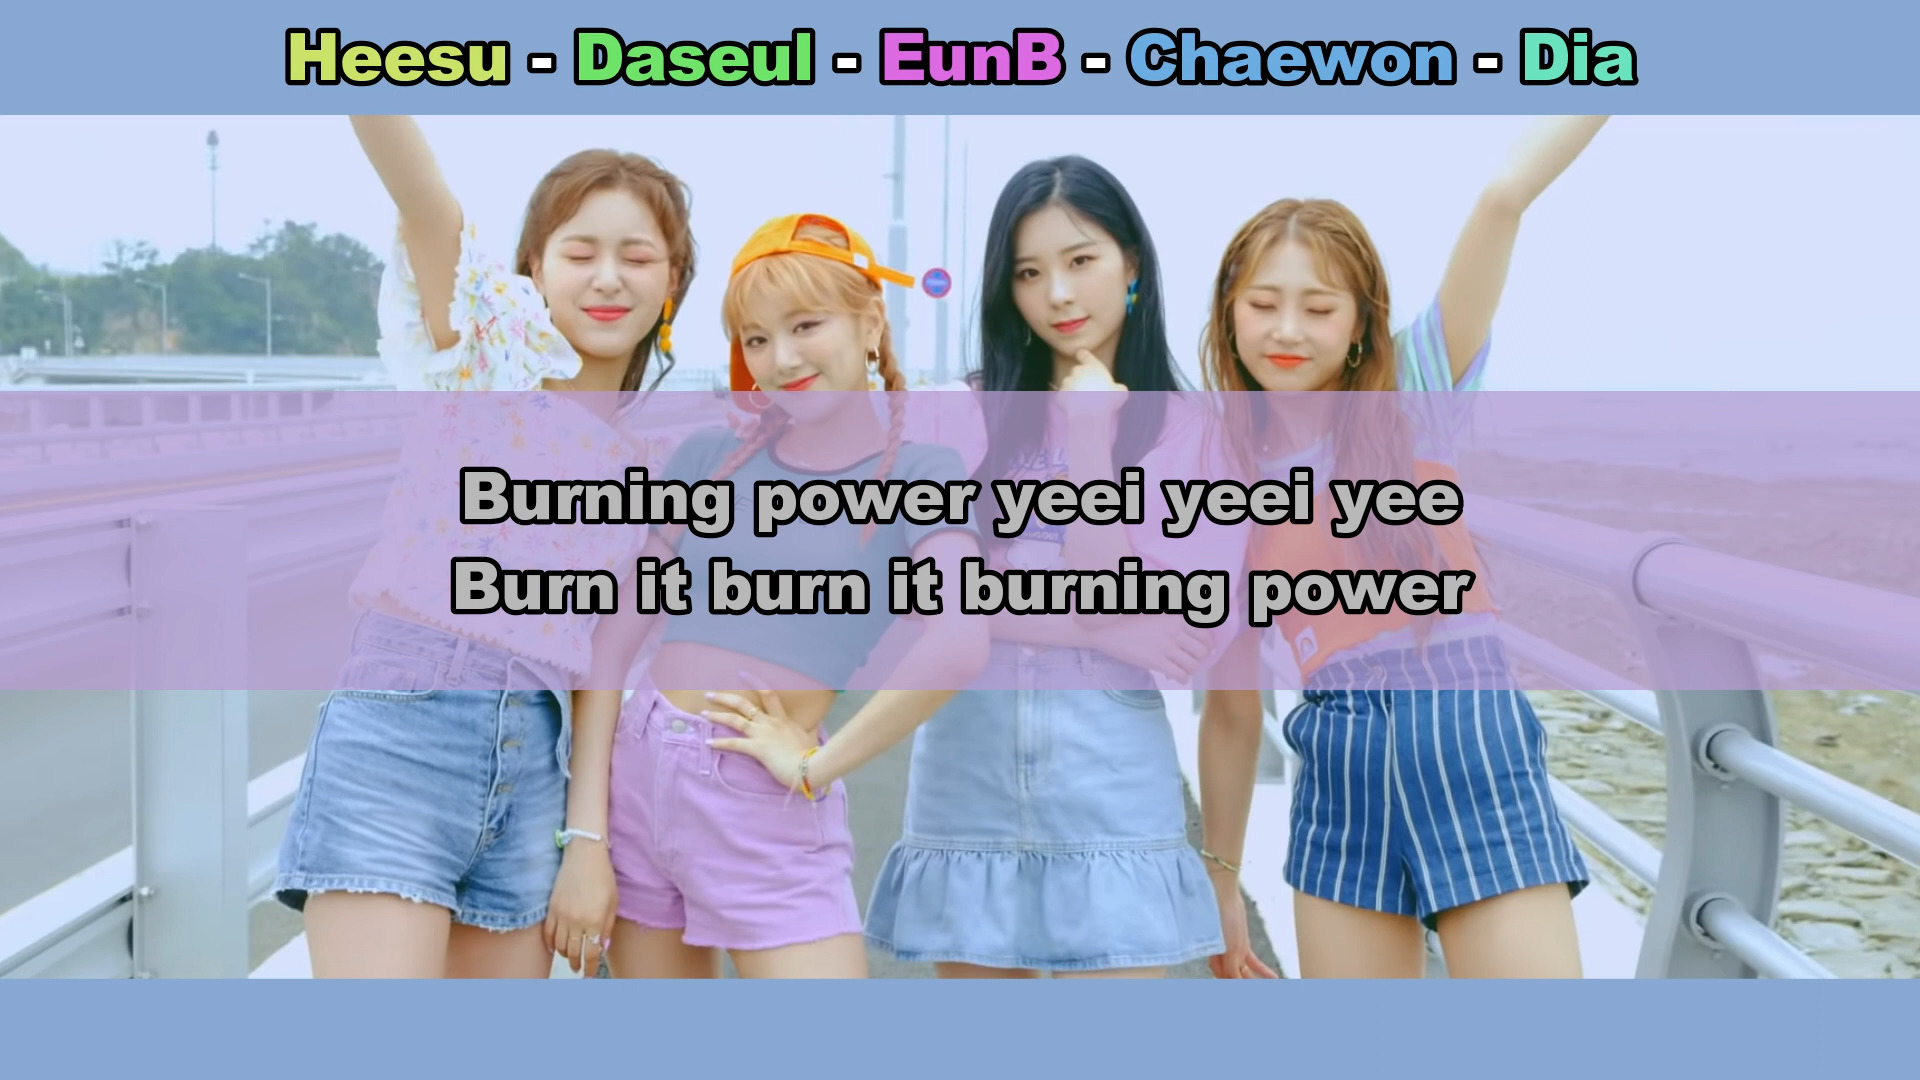 Heesu - Daseul - EunB - Chaewon - Dia
Burning power yeei yeei yee
Burn it burn it burning power